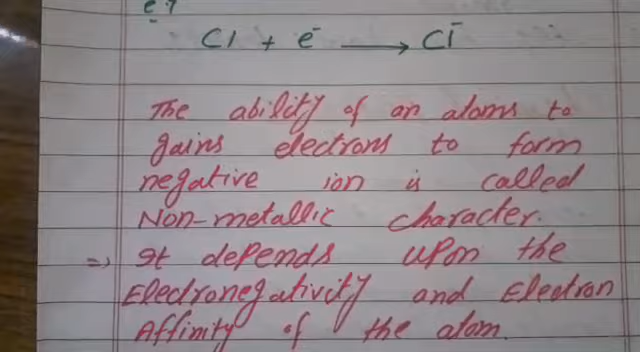 e.g
Cl + e⁻ ⟶ Cl⁻
The ability of an atoms to
gains electrons to form
negative ion is called
Non-metallic character.
=> It depends upon the
Electronegativity and Electron
Affinity of the atom.